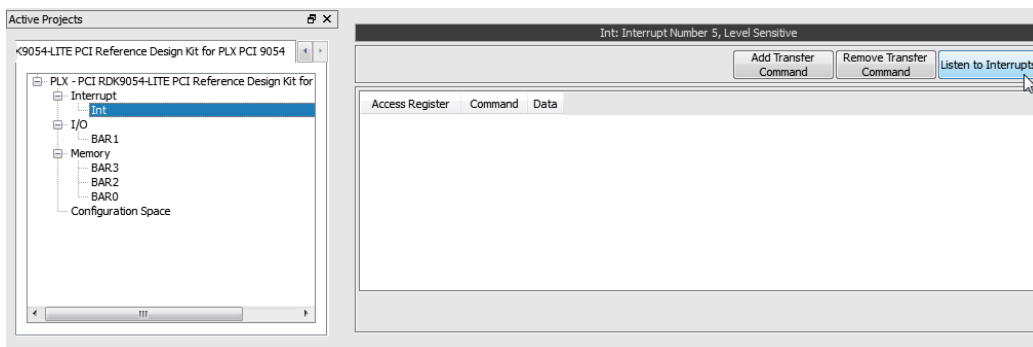 Active Projects
K9054-LITE PCI Reference Design Kit for PLX PCI 9054
PLX - PCI RDK9054-LITE PCI Reference Design Kit for
Interrupt
Int
I/O
BAR1
Memory
BAR3
BAR2
BAR0
Configuration Space
Int: Interrupt Number 5, Level Sensitive
Add Transfer
Command
Remove Transfer
Command
Listen to Interrupts
Access Register Command Data